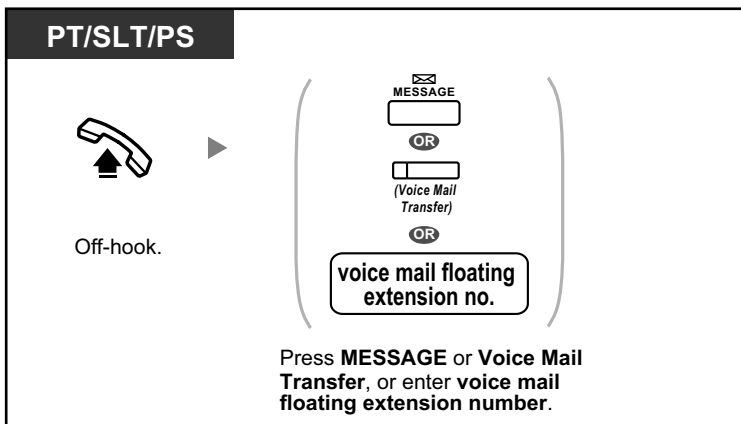 PT/SLT/PS
MESSAGE
OR
(Voice Mail
Transfer)
OR
voice mail floating
extension no.
Off-hook.
Press MESSAGE or Voice Mail
Transfer, or enter voice mail
floating extension number.